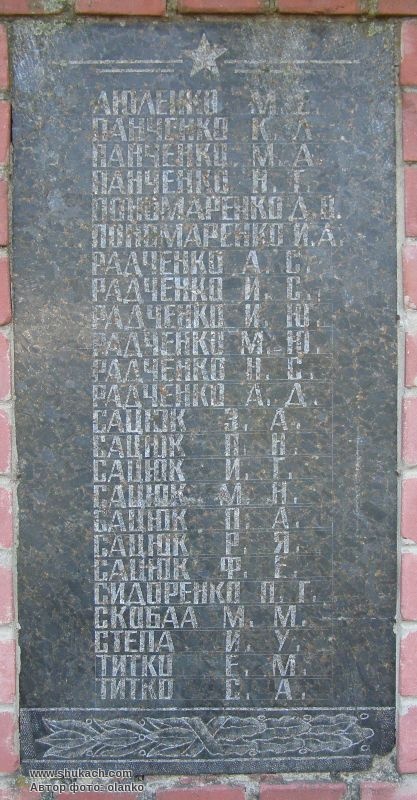 ЛЮЛЕНКО М. Е.
ПАНЧЕНКО К. Л.
ПАНЧЕНКО М. А.
ПАНЧЕНКО Н. Г.
ПОНОМАРЕНКО Д. О.
ПОНОМАРЕНКО И. А.
РАДЧЕНКО А. С.
РАДЧЕНКО И. С.
РАДЧЕНКО И. Ю.
РАДЧЕНКО М. Ю.
РАДЧЕНКО Н. С.
РАДЧЕНКО А. Д.
САЦЮК З. А.
САЦЮК П. Н.
САЦЮК И. Г.
САЦЮК М. Н.
САЦЮК П. А.
САЦЮК Р. Я.
САЦЮК Ф. Е.
СИДОРЕНКО П. Г.
СКОБАА М. М.
СТЕПА И. У.
ТИТКО Е. М.
ТИТКО С. А.
www.shukach.com
Автор фото: olanko